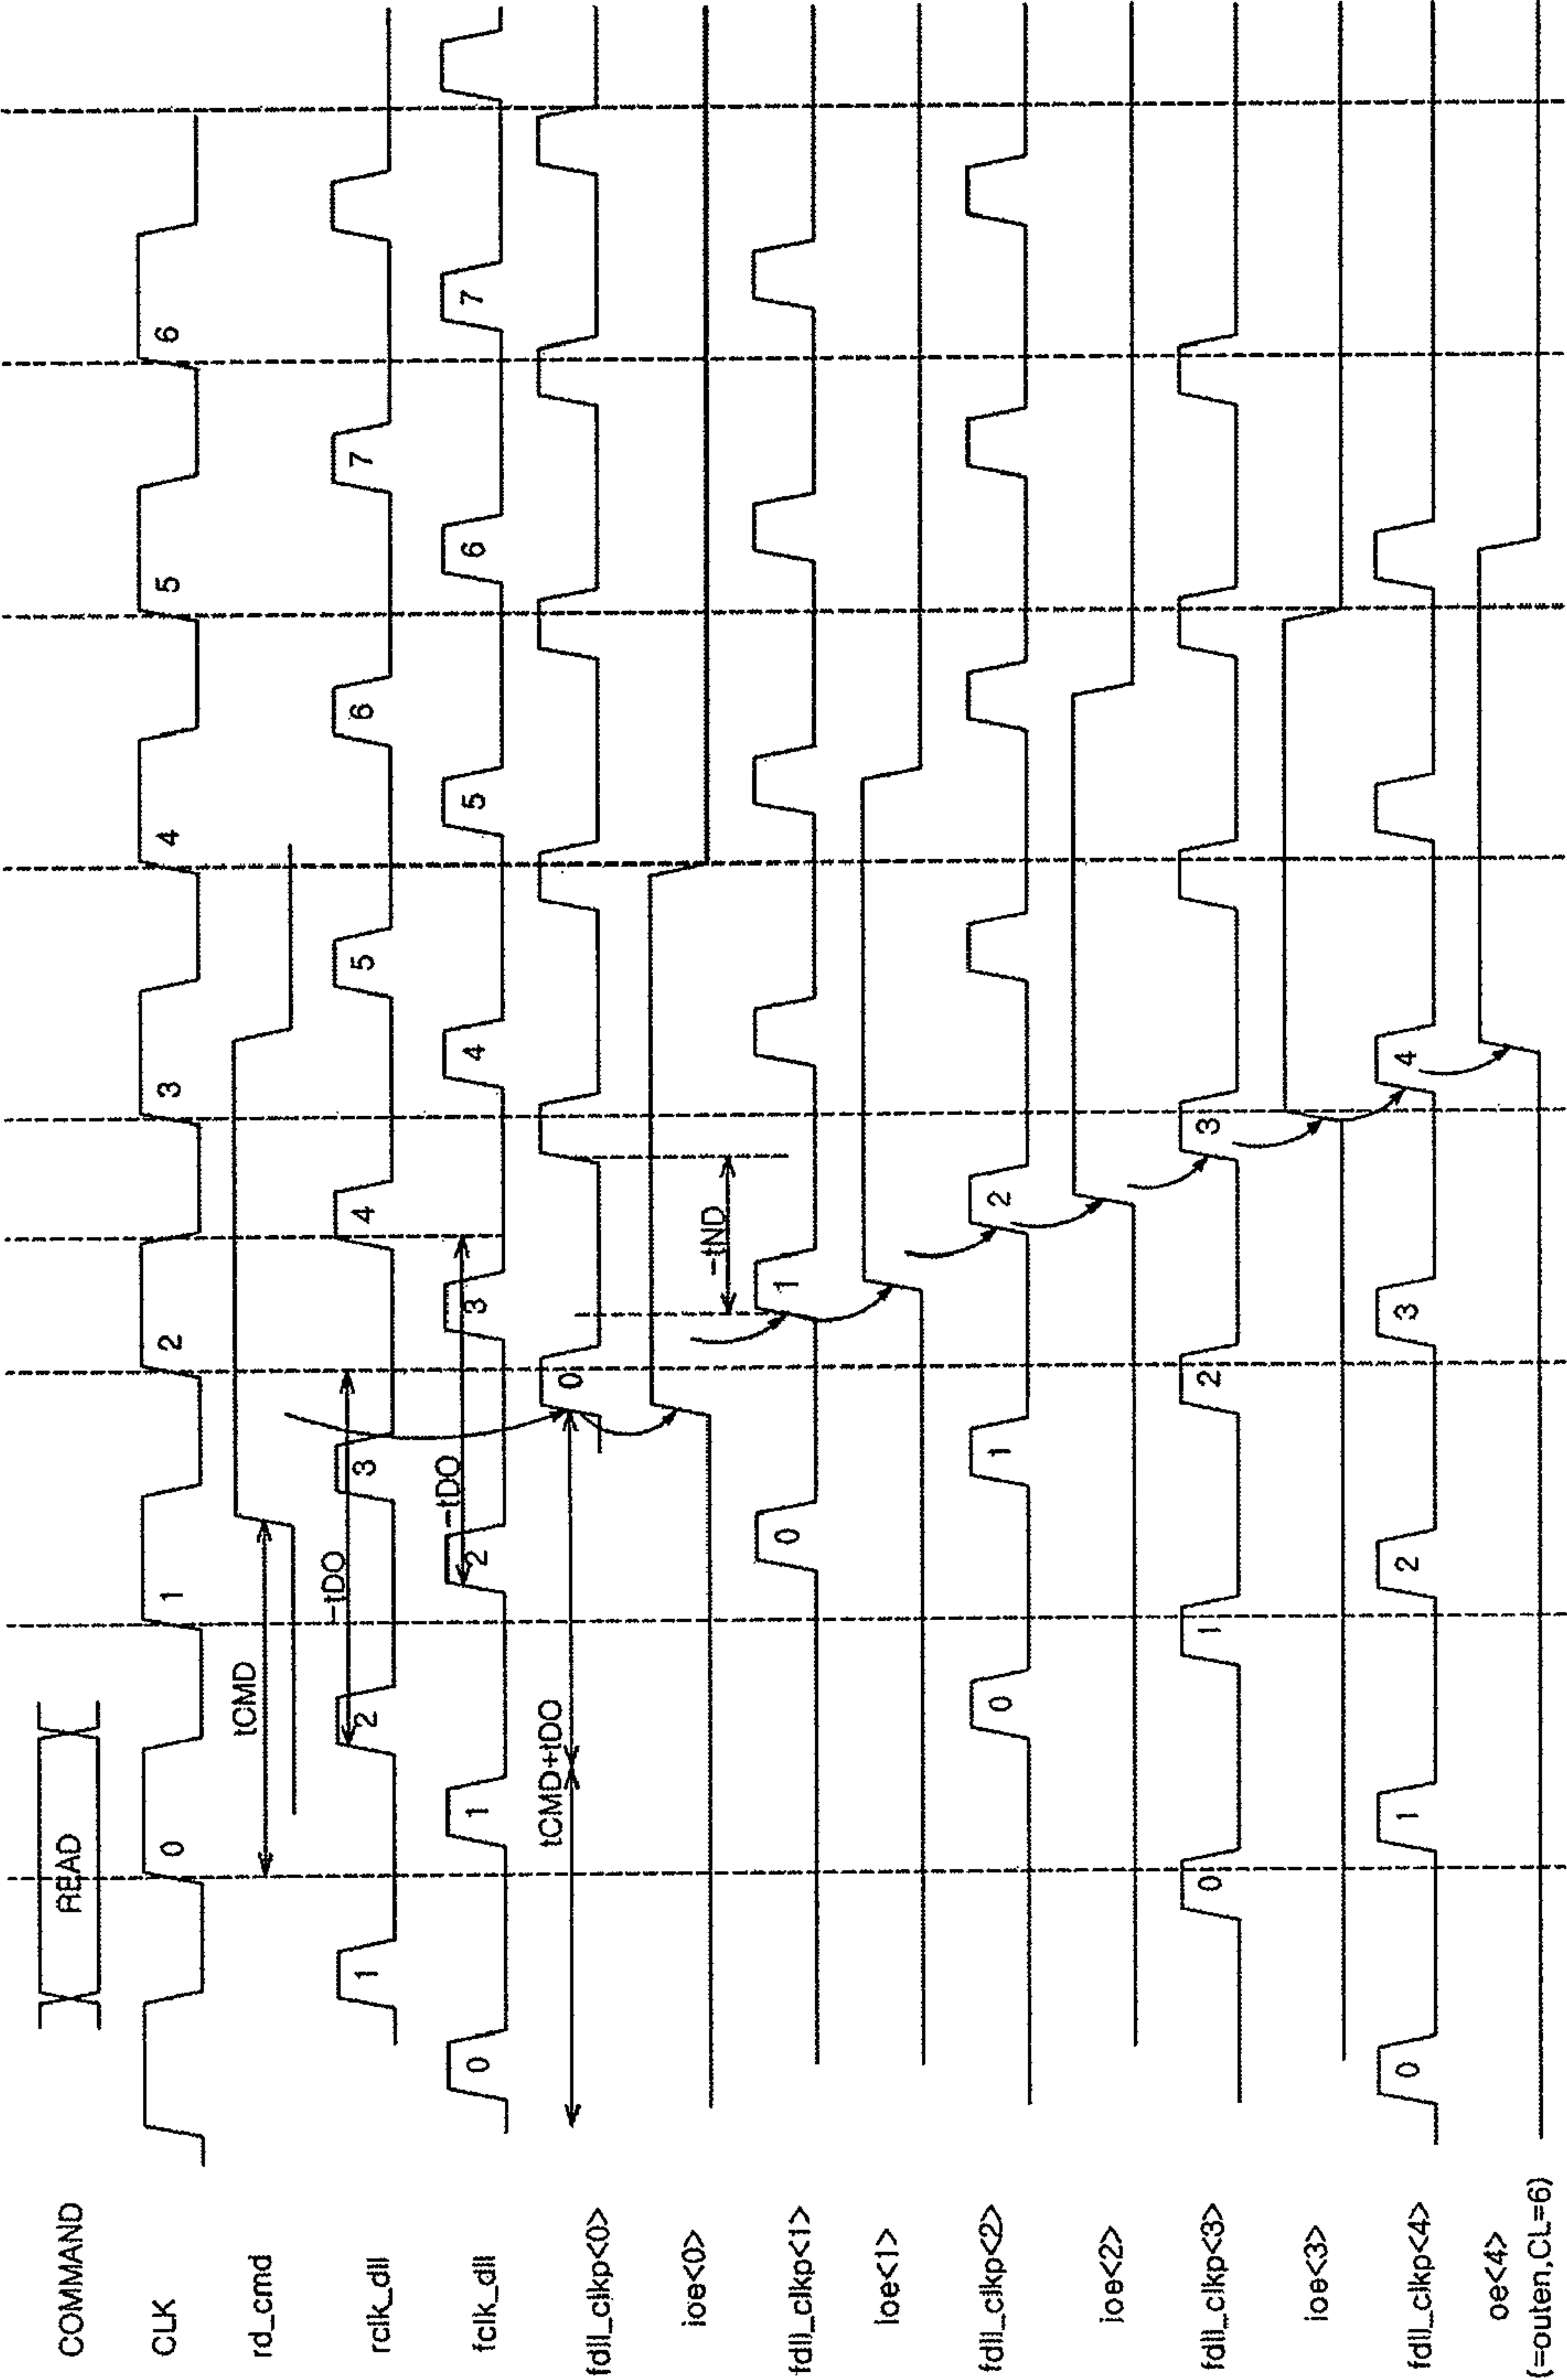 COMMAND READ
CLK 0 1 2 3 4 5 6
rd_cmd tCMD
-tDO
rclk_dll 1 2 3 4 5 6 7
-tDO
fclk_dll 0 1 2 3 4 5 6 7
tCMD+tDO
fdll_clkp<0> 0
ioe<0>
-tND
fdll_clkp<1> 0 1
ioe<1>
fdll_clkp<2> 0 1 2
ioe<2>
fdll_clkp<3> 0 1 2 3
ioe<3>
fdll_clkp<4> 0 1 2 3 4
oe<4>
(=outen,CL=6)